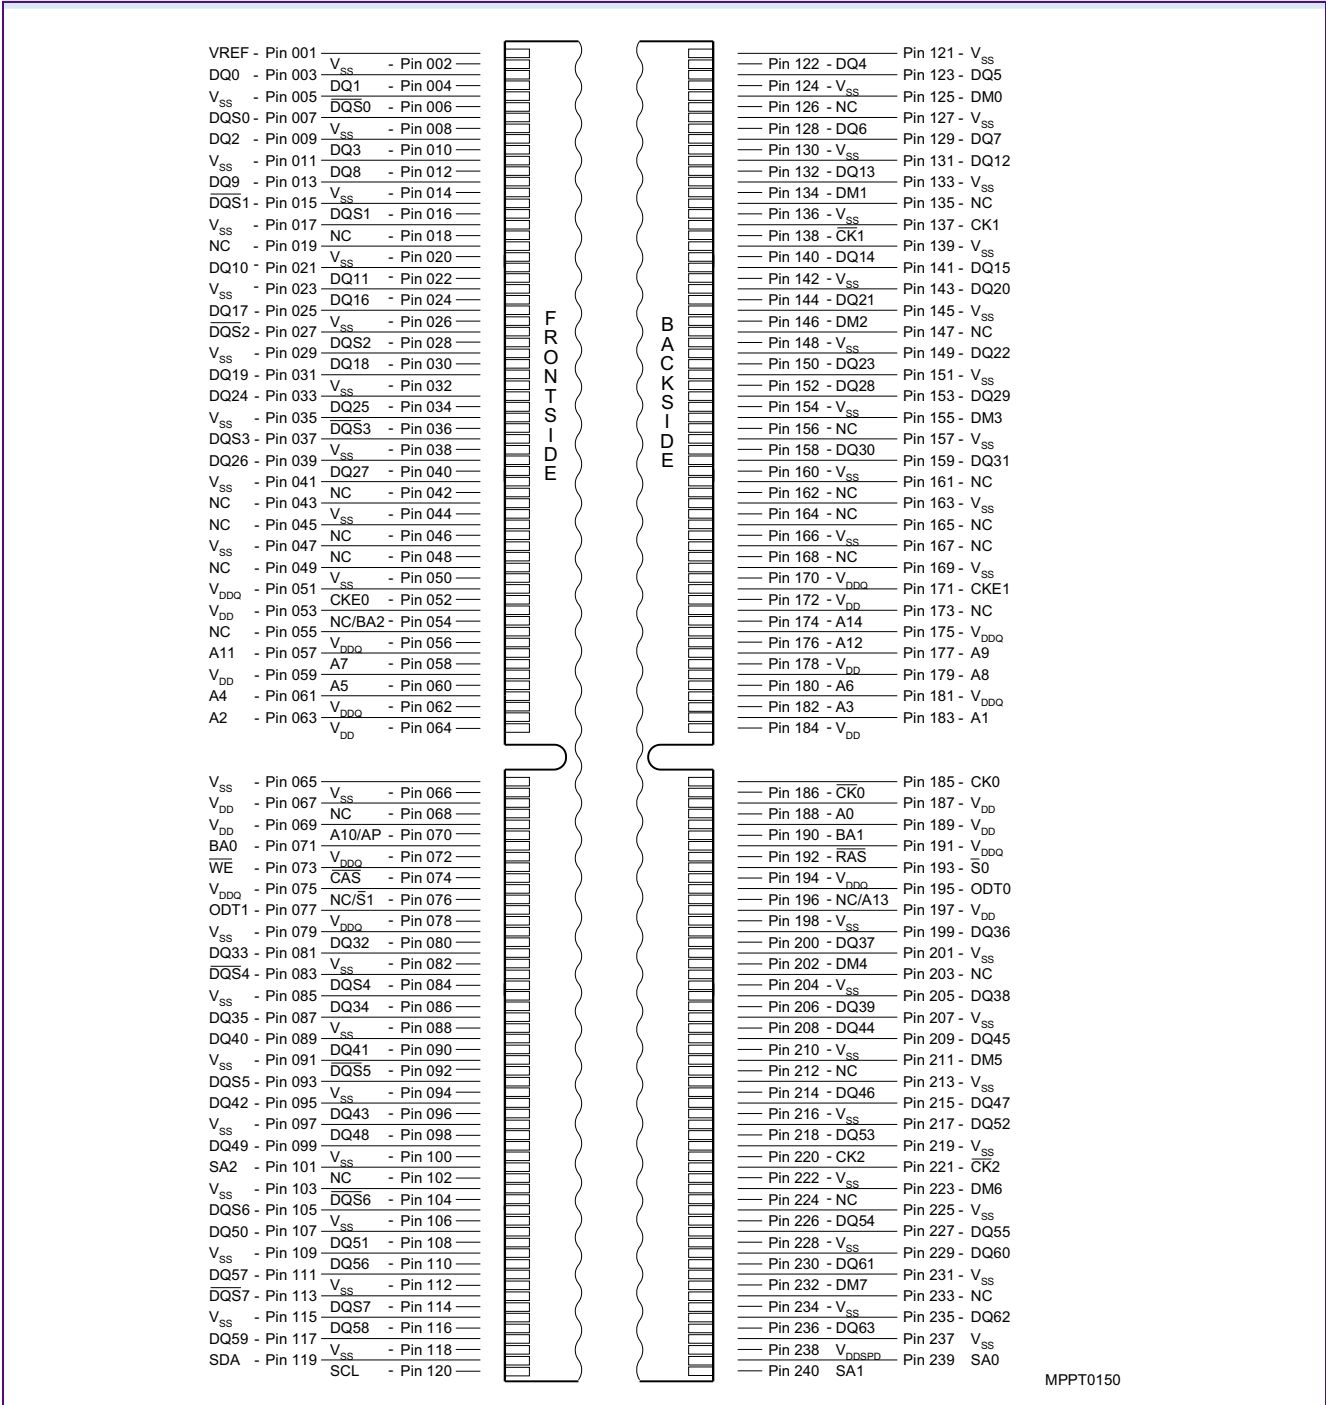 VREF - Pin 001
VSS - Pin 002
DQ0 - Pin 003
DQ1 - Pin 004
VSS - Pin 005
DQS0 - Pin 006
DQS0 - Pin 007
VSS - Pin 008
DQ2 - Pin 009
DQ3 - Pin 010
VSS - Pin 011
DQ8 - Pin 012
DQ9 - Pin 013
VSS - Pin 014
DQS1 - Pin 015
DQS1 - Pin 016
VSS - Pin 017
NC - Pin 018
NC - Pin 019
VSS - Pin 020
DQ10 - Pin 021
DQ11 - Pin 022
VSS - Pin 023
DQ16 - Pin 024
DQ17 - Pin 025
VSS - Pin 026
DQS2 - Pin 027
DQS2 - Pin 028
VSS - Pin 029
DQ18 - Pin 030
DQ19 - Pin 031
VSS - Pin 032
DQ24 - Pin 033
DQ25 - Pin 034
VSS - Pin 035
DQS3 - Pin 036
DQS3 - Pin 037
VSS - Pin 038
DQ26 - Pin 039
DQ27 - Pin 040
VSS - Pin 041
NC - Pin 042
NC - Pin 043
VSS - Pin 044
NC - Pin 045
NC - Pin 046
VSS - Pin 047
NC - Pin 048
NC - Pin 049
VSS - Pin 050
VDDQ - Pin 051
CKE0 - Pin 052
VDD - Pin 053
NC/BA2 - Pin 054
NC - Pin 055
VDDQ - Pin 056
A11 - Pin 057
A7 - Pin 058
VDD - Pin 059
A5 - Pin 060
A4 - Pin 061
VDDQ - Pin 062
A2 - Pin 063
VDD - Pin 064
VSS - Pin 065
VSS - Pin 066
VDD - Pin 067
NC - Pin 068
VDD - Pin 069
A10/AP - Pin 070
BA0 - Pin 071
VDDQ - Pin 072
WE - Pin 073
CAS - Pin 074
VDDQ - Pin 075
NC/S1 - Pin 076
ODT1 - Pin 077
VDDQ - Pin 078
VSS - Pin 079
DQ32 - Pin 080
DQ33 - Pin 081
VSS - Pin 082
DQS4 - Pin 083
DQS4 - Pin 084
VSS - Pin 085
DQ34 - Pin 086
DQ35 - Pin 087
VSS - Pin 088
DQ40 - Pin 089
DQ41 - Pin 090
VSS - Pin 091
DQS5 - Pin 092
DQS5 - Pin 093
VSS - Pin 094
DQ42 - Pin 095
DQ43 - Pin 096
VSS - Pin 097
DQ48 - Pin 098
DQ49 - Pin 099
VSS - Pin 100
SA2 - Pin 101
NC - Pin 102
VSS - Pin 103
DQS6 - Pin 104
DQS6 - Pin 105
VSS - Pin 106
DQ50 - Pin 107
DQ51 - Pin 108
VSS - Pin 109
DQ56 - Pin 110
DQ57 - Pin 111
VSS - Pin 112
DQS7 - Pin 113
DQS7 - Pin 114
VSS - Pin 115
DQ58 - Pin 116
DQ59 - Pin 117
VSS - Pin 118
SDA - Pin 119
SCL - Pin 120
FRONTSIDE
BACKSIDE
Pin 121 - VSS
Pin 122 - DQ4
Pin 123 - DQ5
Pin 124 - VSS
Pin 125 - DM0
Pin 126 - NC
Pin 127 - VSS
Pin 128 - DQ6
Pin 129 - DQ7
Pin 130 - VSS
Pin 131 - DQ12
Pin 132 - DQ13
Pin 133 - VSS
Pin 134 - DM1
Pin 135 - NC
Pin 136 - VSS
Pin 137 - CK1
Pin 138 - CK1
Pin 139 - VSS
Pin 140 - DQ14
Pin 141 - DQ15
Pin 142 - VSS
Pin 143 - DQ20
Pin 144 - DQ21
Pin 145 - VSS
Pin 146 - DM2
Pin 147 - NC
Pin 148 - VSS
Pin 149 - DQ22
Pin 150 - DQ23
Pin 151 - VSS
Pin 152 - DQ28
Pin 153 - DQ29
Pin 154 - VSS
Pin 155 - DM3
Pin 156 - NC
Pin 157 - VSS
Pin 158 - DQ30
Pin 159 - DQ31
Pin 160 - VSS
Pin 161 - NC
Pin 162 - NC
Pin 163 - VSS
Pin 164 - NC
Pin 165 - NC
Pin 166 - VSS
Pin 167 - NC
Pin 168 - NC
Pin 169 - VSS
Pin 170 - VDDQ
Pin 171 - CKE1
Pin 172 - VDD
Pin 173 - NC
Pin 174 - A14
Pin 175 - VDDQ
Pin 176 - A12
Pin 177 - A9
Pin 178 - VDD
Pin 179 - A8
Pin 180 - A6
Pin 181 - VDDQ
Pin 182 - A3
Pin 183 - A1
Pin 184 - VDD
Pin 185 - CK0
Pin 186 - CK0
Pin 187 - VDD
Pin 188 - A0
Pin 189 - VDD
Pin 190 - BA1
Pin 191 - VDDQ
Pin 192 - RAS
Pin 193 - S0
Pin 194 - VDDQ
Pin 195 - ODT0
Pin 196 - NC/A13
Pin 197 - VDD
Pin 198 - VSS
Pin 199 - DQ36
Pin 200 - DQ37
Pin 201 - VSS
Pin 202 - DM4
Pin 203 - NC
Pin 204 - VSS
Pin 205 - DQ38
Pin 206 - DQ39
Pin 207 - VSS
Pin 208 - DQ44
Pin 209 - DQ45
Pin 210 - VSS
Pin 211 - DM5
Pin 212 - NC
Pin 213 - VSS
Pin 214 - DQ46
Pin 215 - DQ47
Pin 216 - VSS
Pin 217 - DQ52
Pin 218 - DQ53
Pin 219 - VSS
Pin 220 - CK2
Pin 221 - CK2
Pin 222 - VSS
Pin 223 - DM6
Pin 224 - NC
Pin 225 - VSS
Pin 226 - DQ54
Pin 227 - DQ55
Pin 228 - VSS
Pin 229 - DQ60
Pin 230 - DQ61
Pin 231 - VSS
Pin 232 - DM7
Pin 233 - NC
Pin 234 - VSS
Pin 235 - DQ62
Pin 236 - DQ63
Pin 237 VSS
Pin 238 VDDSPD
Pin 239 SA0
Pin 240 SA1
MPPT0150